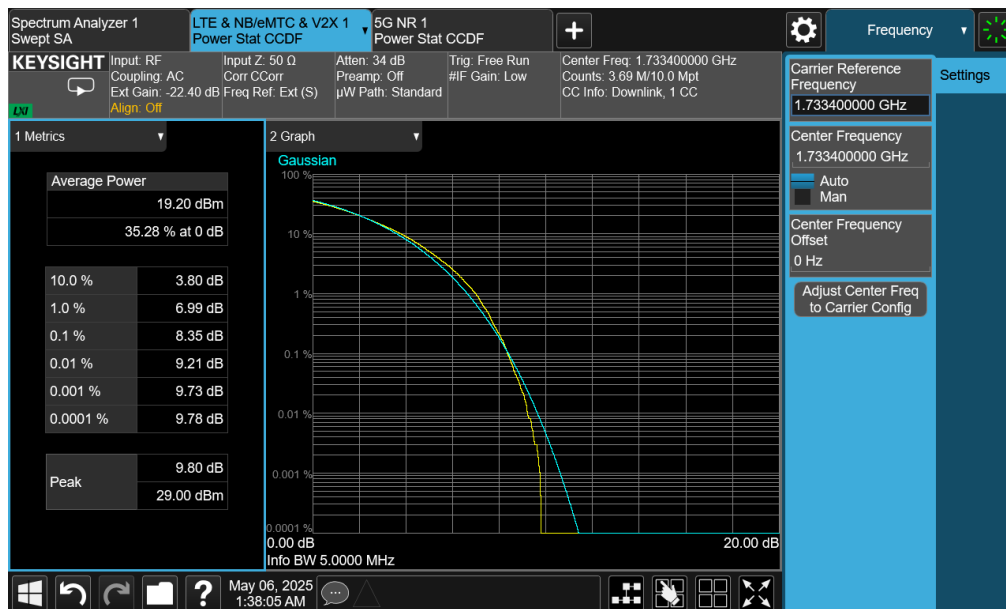 Spectrum Analyzer 1
Swept SA
LTE & NB/eMTC & V2X 1
Power Stat CCDF
5G NR 1
Power Stat CCDF
Frequency
KEYSIGHT
LXI
Input: RF
Coupling: AC
Ext Gain: -22.40 dB
Align: Off
Input Z: 50 Ω
Corr CCorr
Freq Ref: Ext (S)
Atten: 34 dB
Preamp: Off
µW Path: Standard
Trig: Free Run
#IF Gain: Low
Center Freq: 1.733400000 GHz
Counts: 3.69 M/10.0 Mpt
CC Info: Downlink, 1 CC
Carrier Reference
Frequency
1.733400000 GHz
Settings
Center Frequency
1.733400000 GHz
Auto
Man
Center Frequency
Offset
0 Hz
Adjust Center Freq
to Carrier Config
1 Metrics
Average Power
19.20 dBm
35.28 % at 0 dB
10.0 % 3.80 dB
1.0 % 6.99 dB
0.1 % 8.35 dB
0.01 % 9.21 dB
0.001 % 9.73 dB
0.0001 % 9.78 dB
Peak
9.80 dB
29.00 dBm
2 Graph
Gaussian
100 %
10 %
1 %
0.1 %
0.01 %
0.001 %
0.0001 %
0.00 dB 20.00 dB
Info BW 5.0000 MHz
?
May 06, 2025
1:38:05 AM